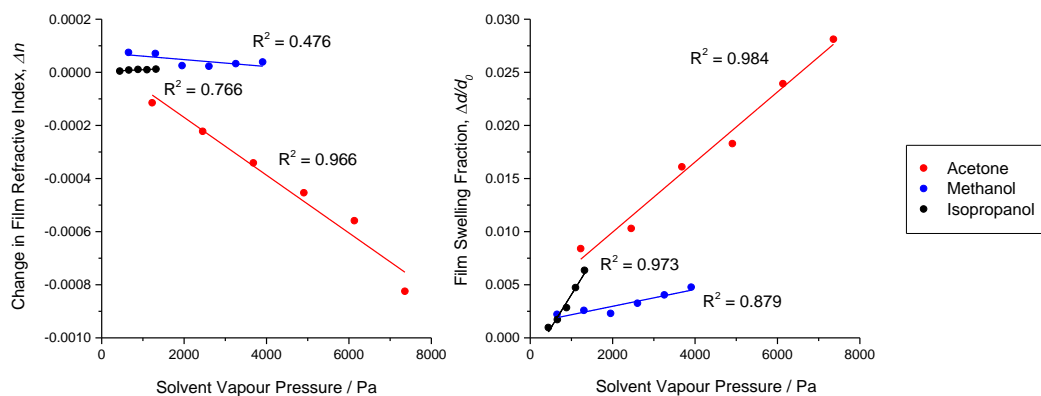 0.0002
0.0000
-0.0002
-0.0004
-0.0006
-0.0008
-0.0010
Change in Film Refractive Index, Δn
0
2000
4000
6000
8000
Solvent Vapour Pressure / Pa
R² = 0.476
R² = 0.766
R² = 0.966
0.030
0.025
0.020
0.015
0.010
0.005
0.000
Film Swelling Fraction, Δd/d₀
0
2000
4000
6000
8000
Solvent Vapour Pressure / Pa
R² = 0.984
R² = 0.973
R² = 0.879
Acetone
Methanol
Isopropanol